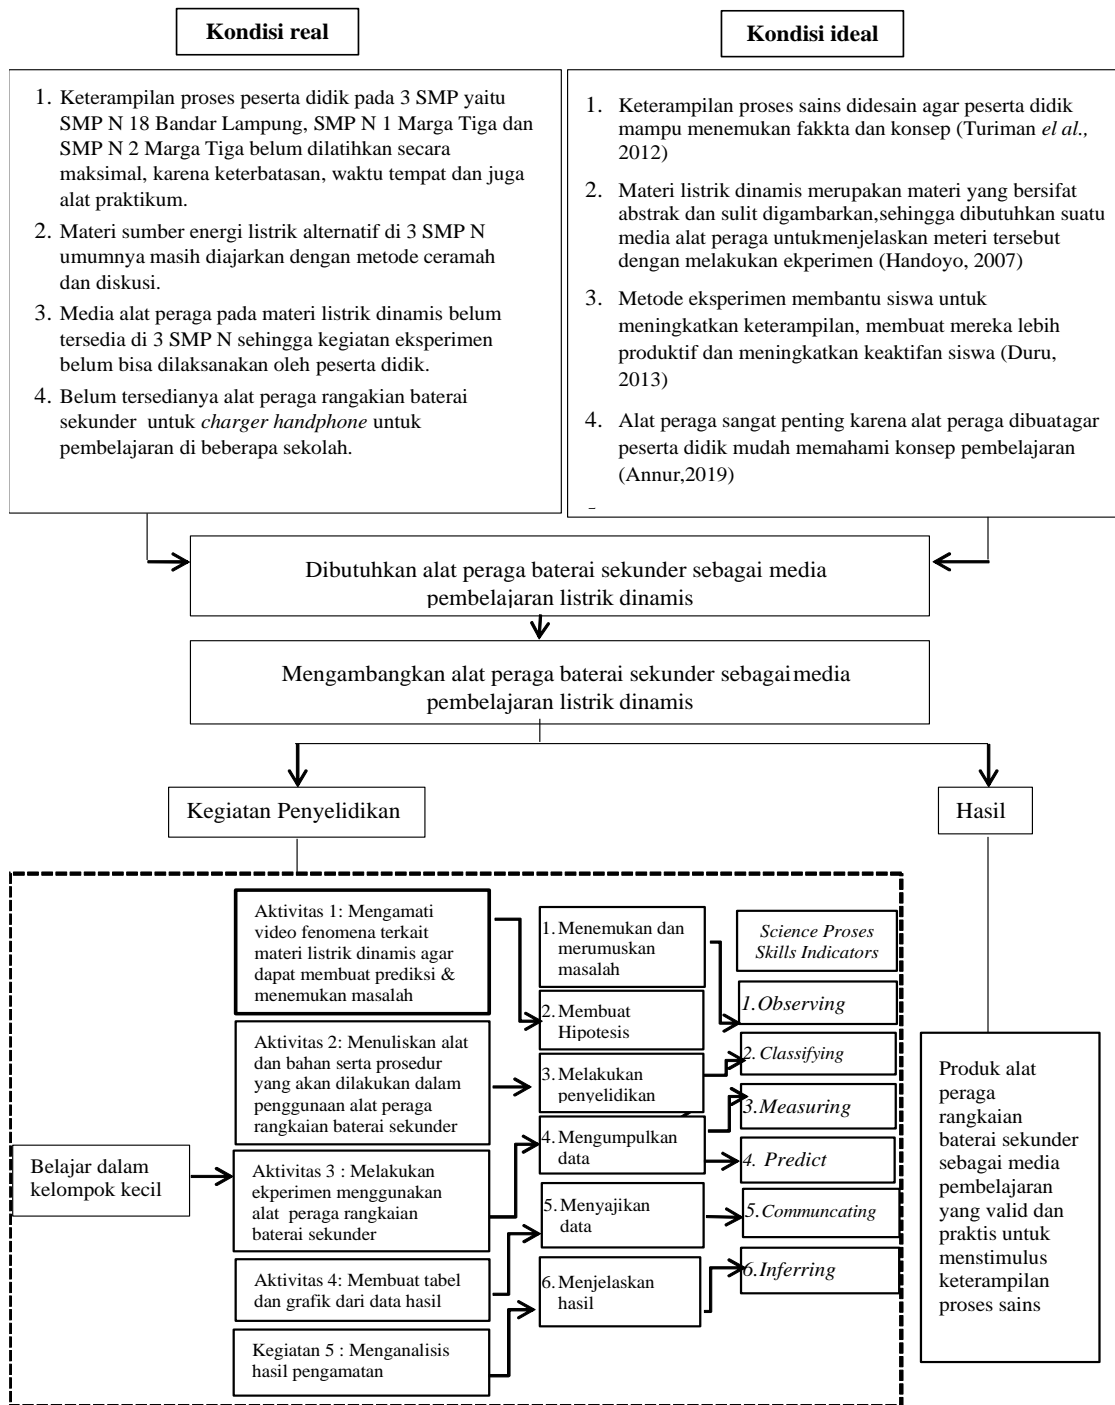 Kondisi real
Kondisi ideal
1. Keterampilan proses peserta didik pada 3 SMP yaitu
SMP N 18 Bandar Lampung, SMP N 1 Marga Tiga dan
SMP N 2 Marga Tiga belum dilatihkan secara
maksimal, karena keterbatasan, waktu tempat dan juga
alat praktikum.
2. Materi sumber energi listrik alternatif di 3 SMP N
umumnya masih diajarkan dengan metode ceramah
dan diskusi.
3. Media alat peraga pada materi listrik dinamis belum
tersedia di 3 SMP N sehingga kegiatan eksperimen
belum bisa dilaksanakan oleh peserta didik.
4. Belum tersedianya alat peraga rangakian baterai
sekunder untuk charger handphone untuk
pembelajaran di beberapa sekolah.
1. Keterampilan proses sains didesain agar peserta didik
mampu menemukan fakkta dan konsep (Turiman el al.,
2012)
2. Materi listrik dinamis merupakan materi yang bersifat
abstrak dan sulit digambarkan,sehingga dibutuhkan suatu
media alat peraga untukmenjelaskan meteri tersebut
dengan melakukan ekperimen (Handoyo, 2007)
3. Metode eksperimen membantu siswa untuk
meningkatkan keterampilan, membuat mereka lebih
produktif dan meningkatkan keaktifan siswa (Duru,
2013)
4. Alat peraga sangat penting karena alat peraga dibuatagar
peserta didik mudah memahami konsep pembelajaran
(Annur,2019)
Dibutuhkan alat peraga baterai sekunder sebagai media
pembelajaran listrik dinamis
Mengambangkan alat peraga baterai sekunder sebagaimedia
pembelajaran listrik dinamis
Kegiatan Penyelidikan
Hasil
Belajar dalam
kelompok kecil
Aktivitas 1: Mengamati
video fenomena terkait
materi listrik dinamis agar
dapat membuat prediksi &
menemukan masalah
Aktivitas 2: Menuliskan alat
dan bahan serta prosedur
yang akan dilakukan dalam
penggunaan alat peraga
rangkaian baterai sekunder
Aktivitas 3 : Melakukan
ekperimen menggunakan
alat peraga rangkaian
baterai sekunder
Aktivitas 4: Membuat tabel
dan grafik dari data hasil
Kegiatan 5 : Menganalisis
hasil pengamatan
1. Menemukan dan
merumuskan
masalah
2. Membuat
Hipotesis
3. Melakukan
penyelidikan
4. Mengumpulkan
data
5. Menyajikan
data
6. Menjelaskan
hasil
Science Proses
Skills Indicators
1.Observing
2. Classifying
3.Measuring
4. Predict
5.Communcating
6.Inferring
Produk alat
peraga
rangkaian
baterai sekunder
sebagai media
pembelajaran
yang valid dan
praktis untuk
menstimulus
keterampilan
proses sains